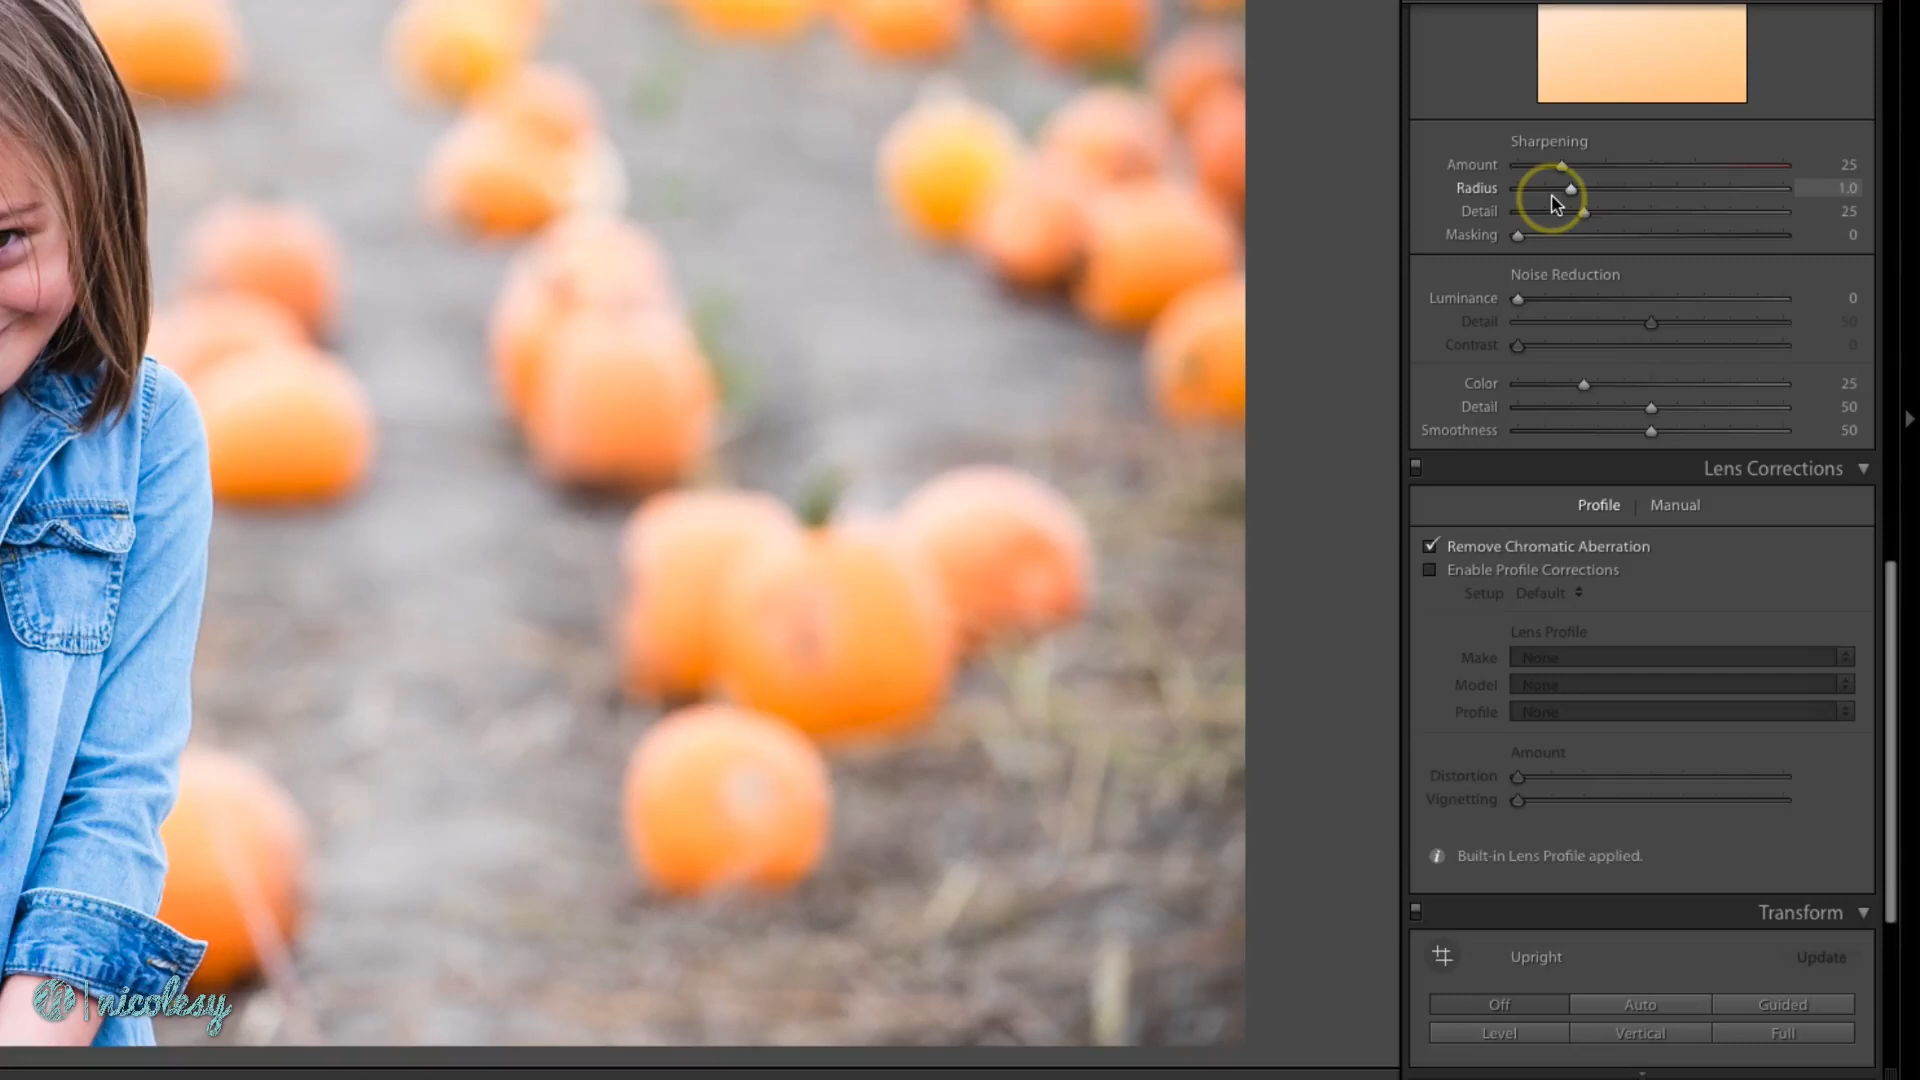 Sharpening
Amount 25
Radius 1.0
Detail 25
Masking 0
Noise Reduction
Luminance 0
Detail 50
Contrast 0
Color 25
Detail 50
Smoothness 50
Lens Corrections
Profile | Manual
Remove Chromatic Aberration
Enable Profile Corrections
Setup Default
Lens Profile
Make None
Model None
Profile None
Amount
Distortion
Vignetting
Built-in Lens Profile applied.
Transform
Upright Update
Off Auto Guided
Level Vertical Full
nicolesy